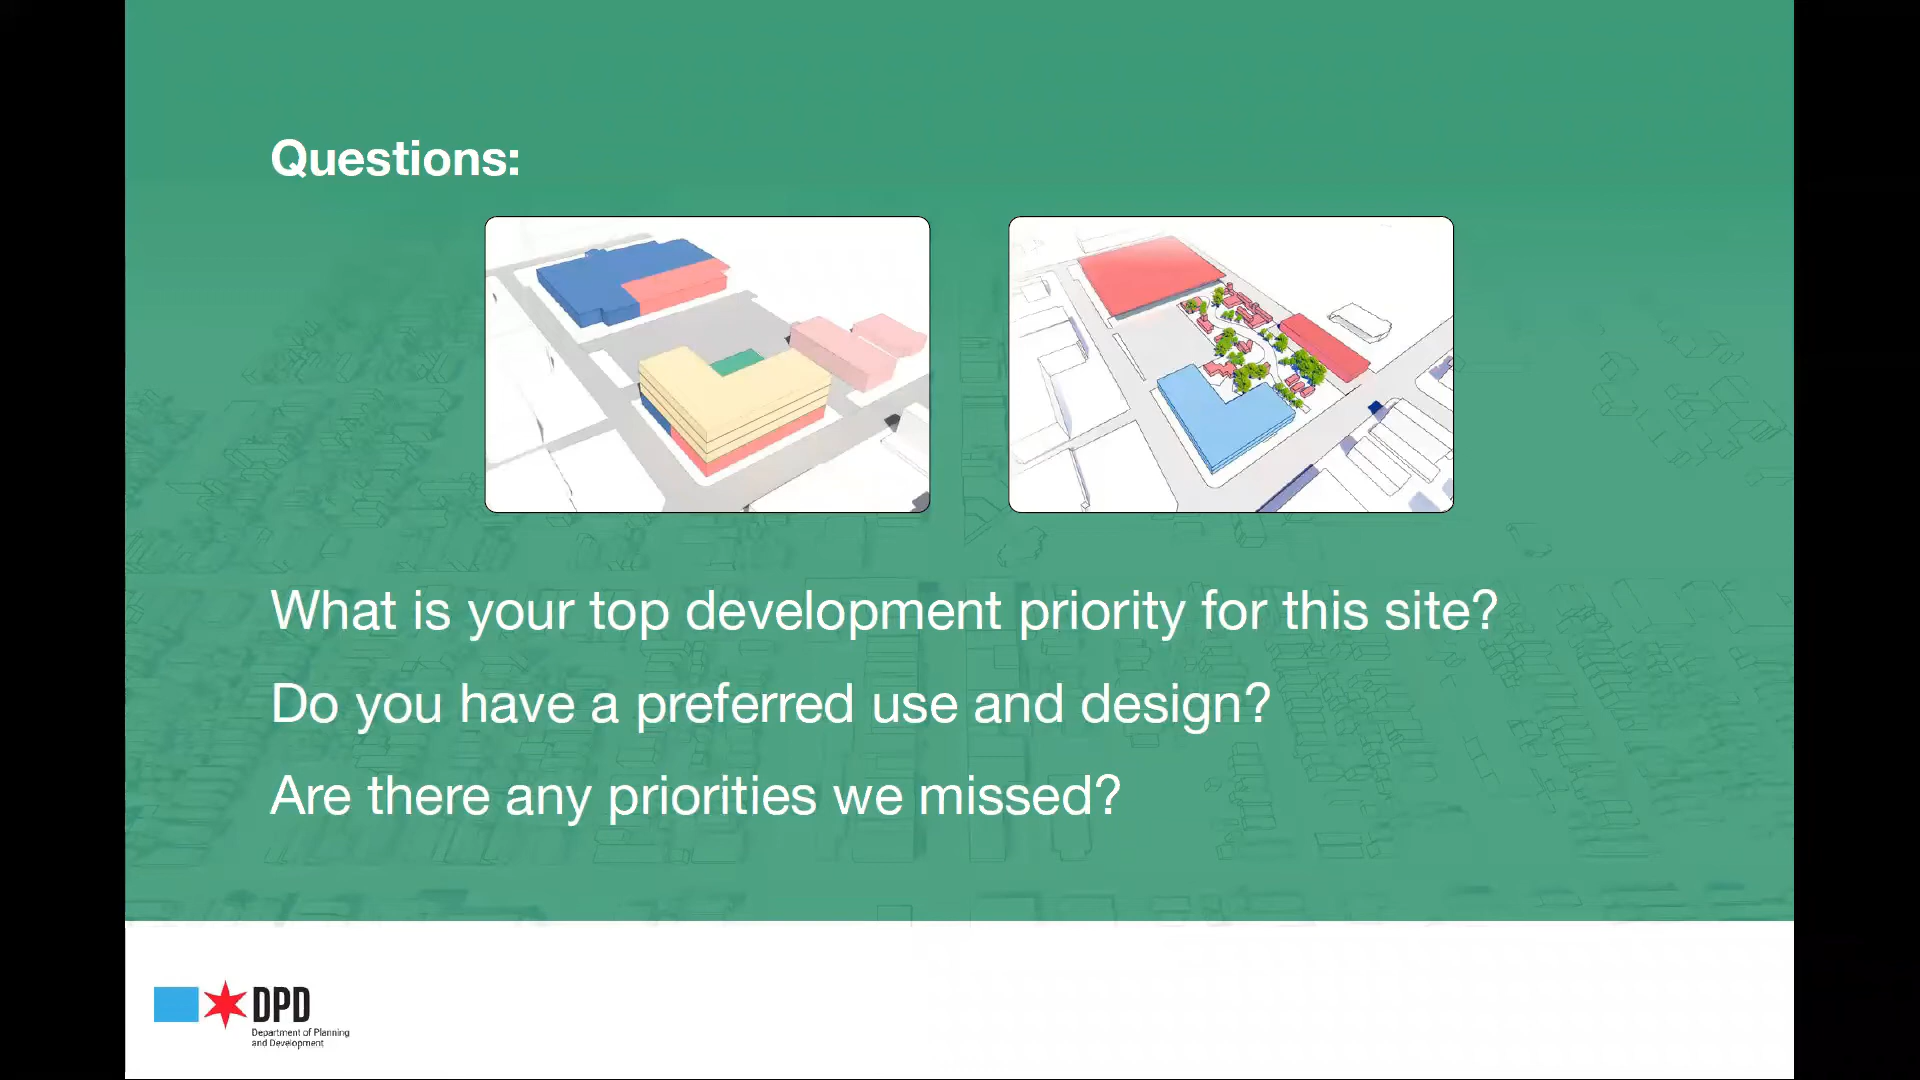 Questions:
What is your top development priority for this site?
Do you have a preferred use and design?
Are there any priorities we missed?
DPD
Department of Planning
and Development